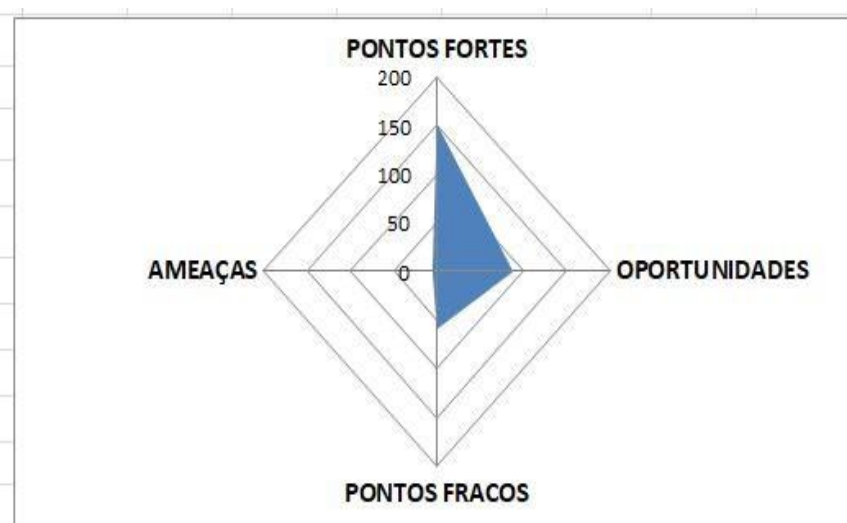 PONTOS FORTES
200
150
100
50
AMEAÇAS
0
OPORTUNIDADES
PONTOS FRACOS